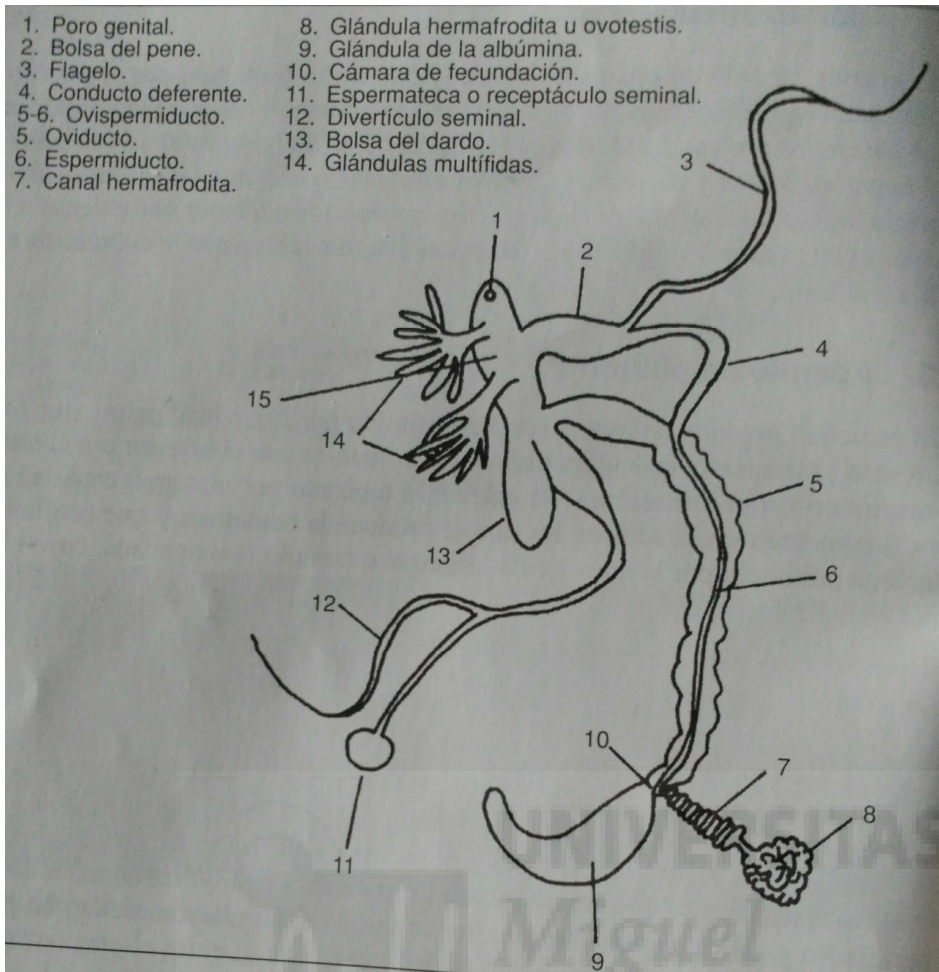 1. Poro genital.
2. Bolsa del pene.
3. Flagelo.
4. Conducto deferente.
5-6. Ovispermiducto.
5. Oviducto.
6. Espermiducto.
7. Canal hermafrodita.
8. Glándula hermafrodita u ovotestis.
9. Glándula de la albúmina.
10. Cámara de fecundación.
11. Espermateca o receptáculo seminal.
12. Divertículo seminal.
13. Bolsa del dardo.
14. Glándulas multífidas.
3
1
2
4
15
14
5
13
6
12
10
7
8
11
9
UNIVERSITAS
Miguel